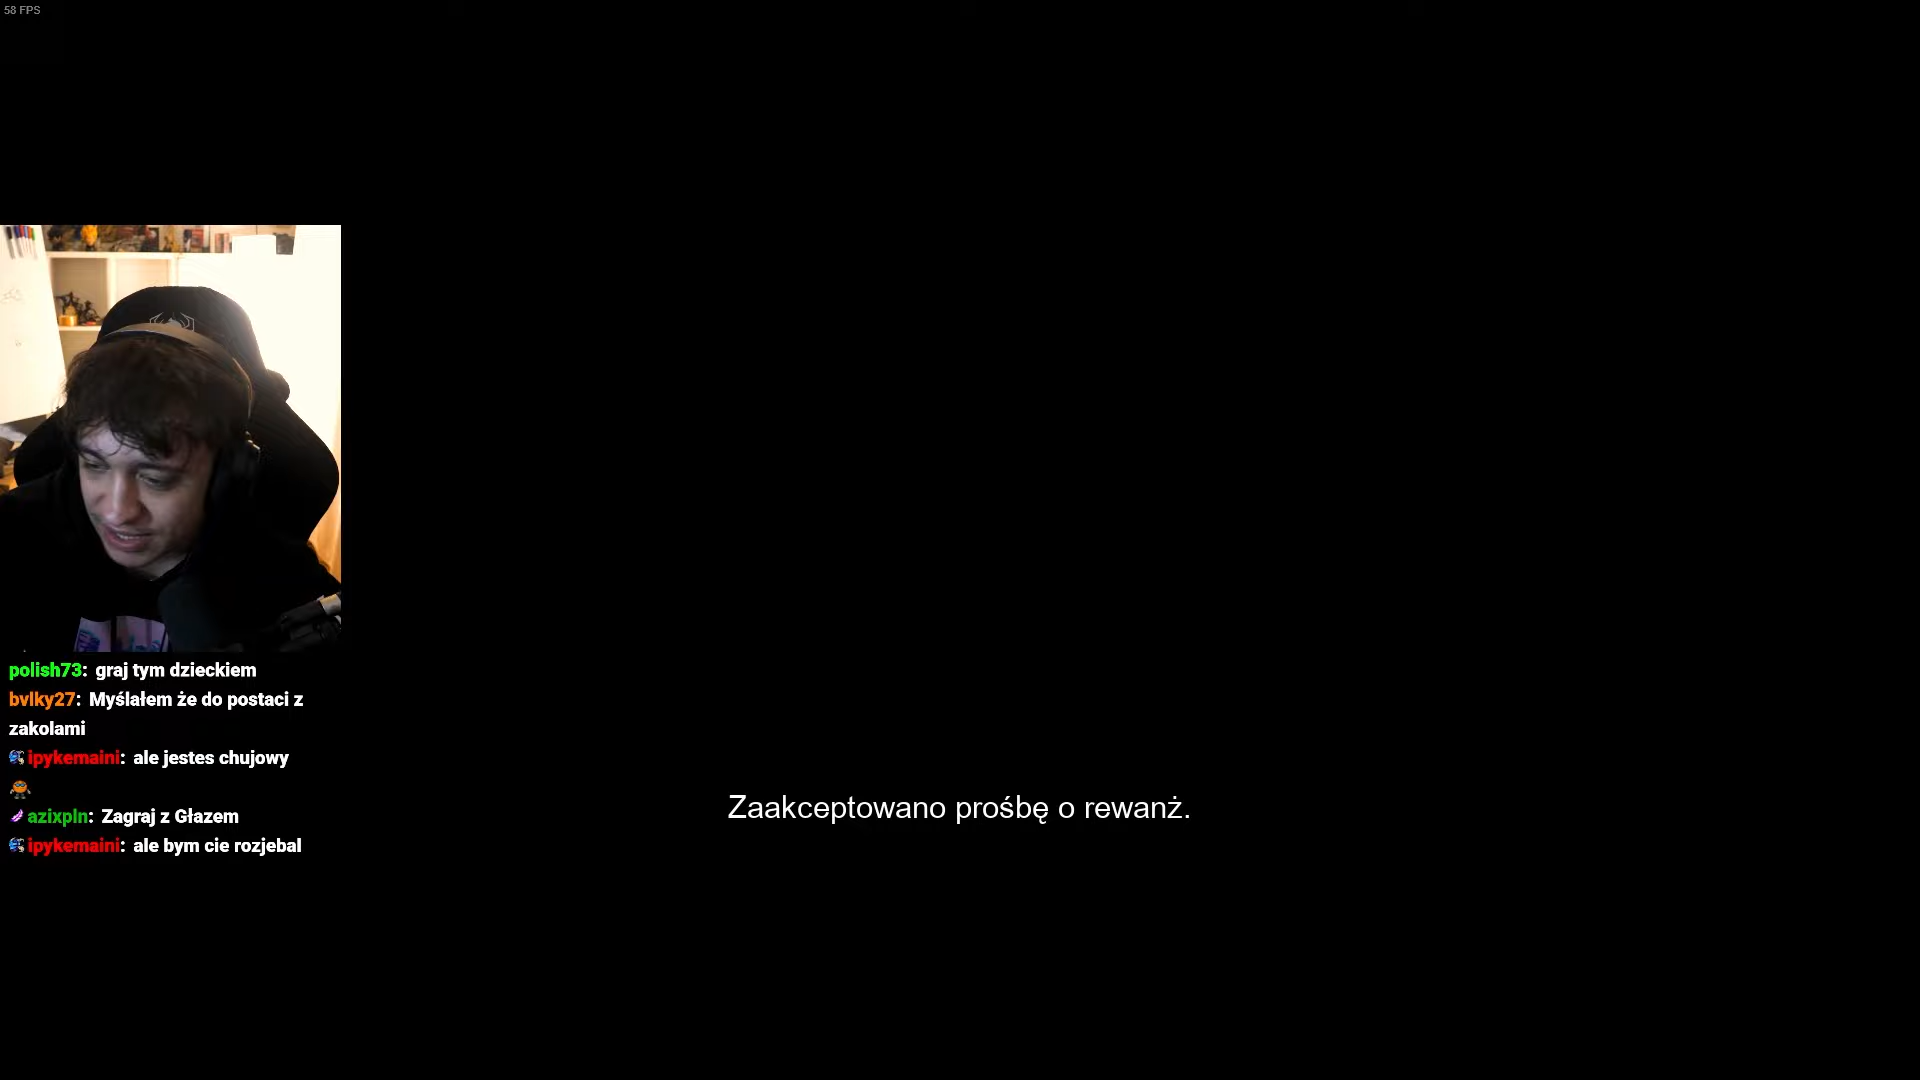 58 FPS
polish73: graj tym dzieckiem
bvlky27: Myślałem że do postaci z
zakolami
ipykemaini: ale jestes chujowy
azixpln: Zagraj z Głazem
ipykemaini: ale bym cie rozjebal
Zaakceptowano prośbę o rewanż.